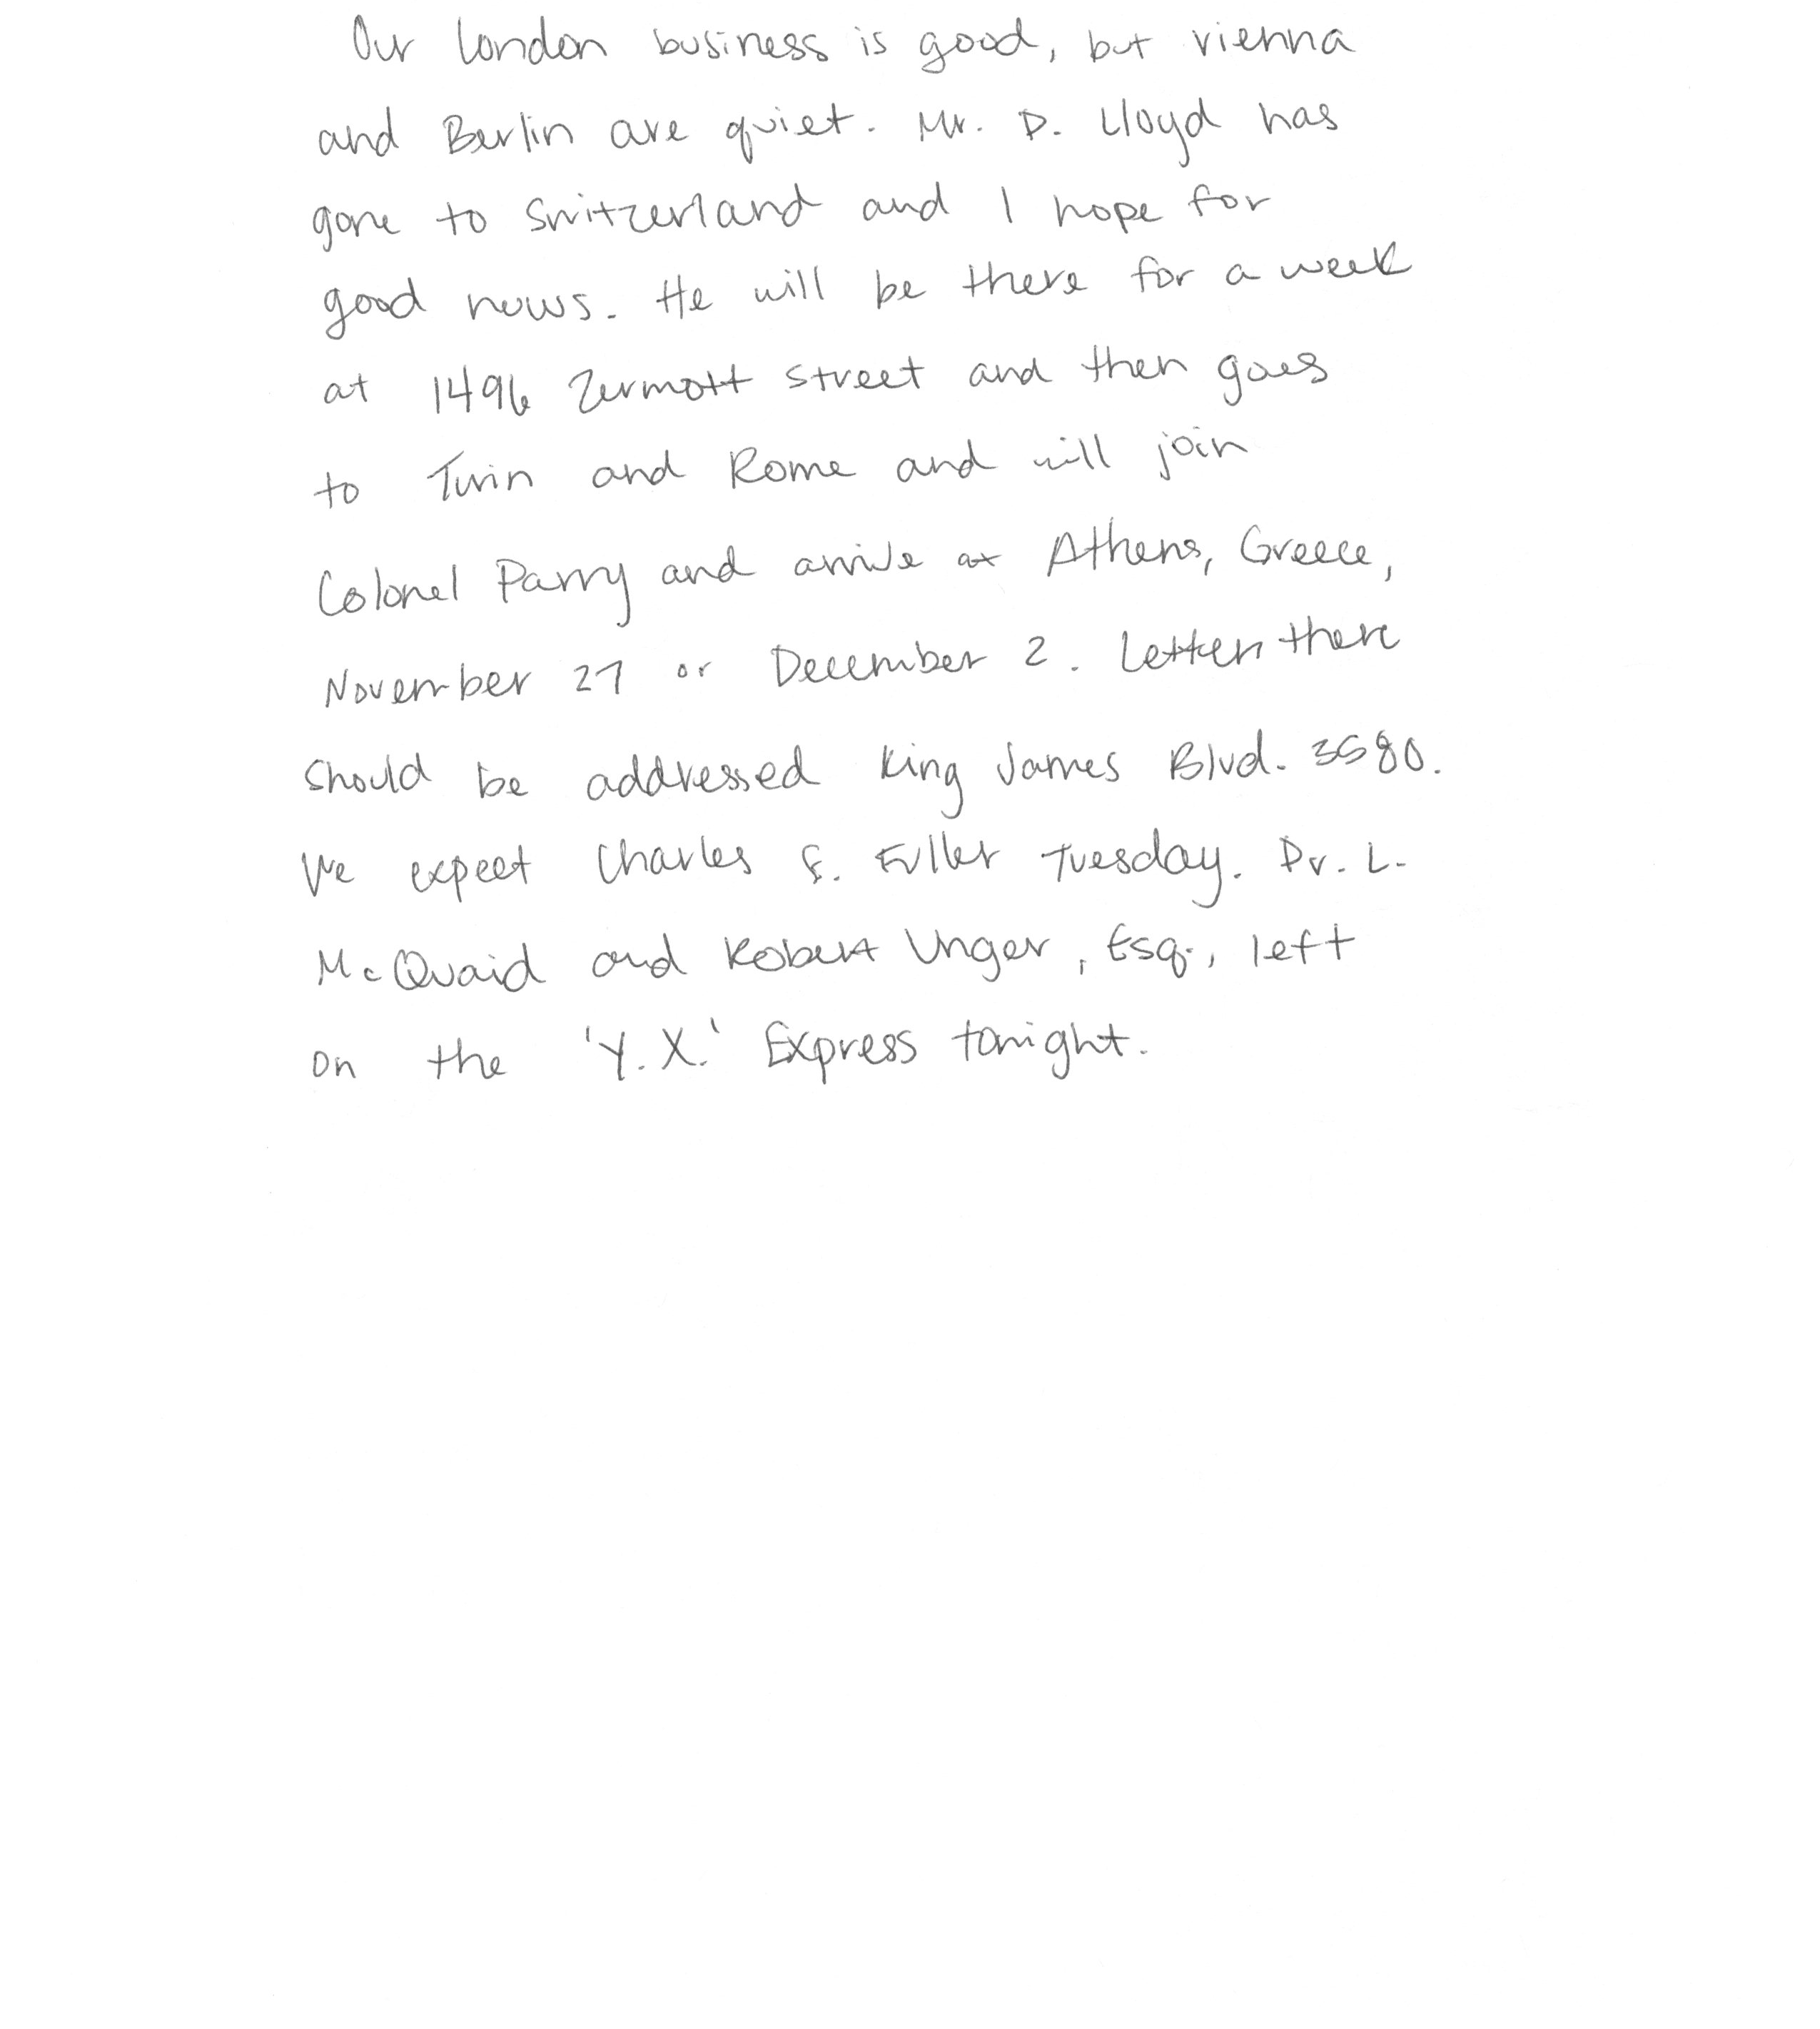 Our London business is good, but vienna
and Berlin are quiet. Mr. D. Lloyd has
gone to Switzerland and I hope for
good news. He will be there for a week
at 1496 Zermott street and then goes
to Turin and Rome and will join
Colonel Parry and arrive at Athens, Greece,
November 27 or December 2. Letters there
should be addressed King James Blvd. 3580.
We expect Charles E. Fuller Tuesday. Dr. L.
McQuaid and Robert Unger, Esq., left
on the 'Y.X.' Express tonight.